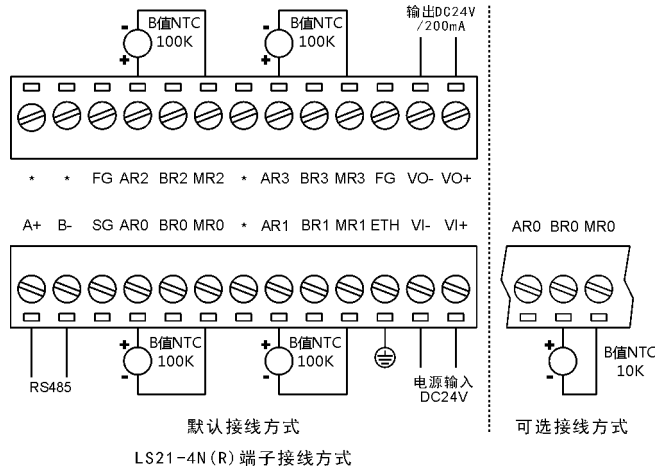 B值NTC
100K
B值NTC
100K
输出DC24V
/200mA
* * FG AR2 BR2 MR2 * AR3 BR3 MR3 FG VO- VO+
A+ B- SG AR0 BR0 MR0 * AR1 BR1 MR1 ETH VI- VI+
AR0 BR0 MR0
RS485
B值NTC
100K
B值NTC
100K
电源输入
DC24V
B值NTC
10K
默认接线方式
可选接线方式
LS21-4N(R)端子接线方式